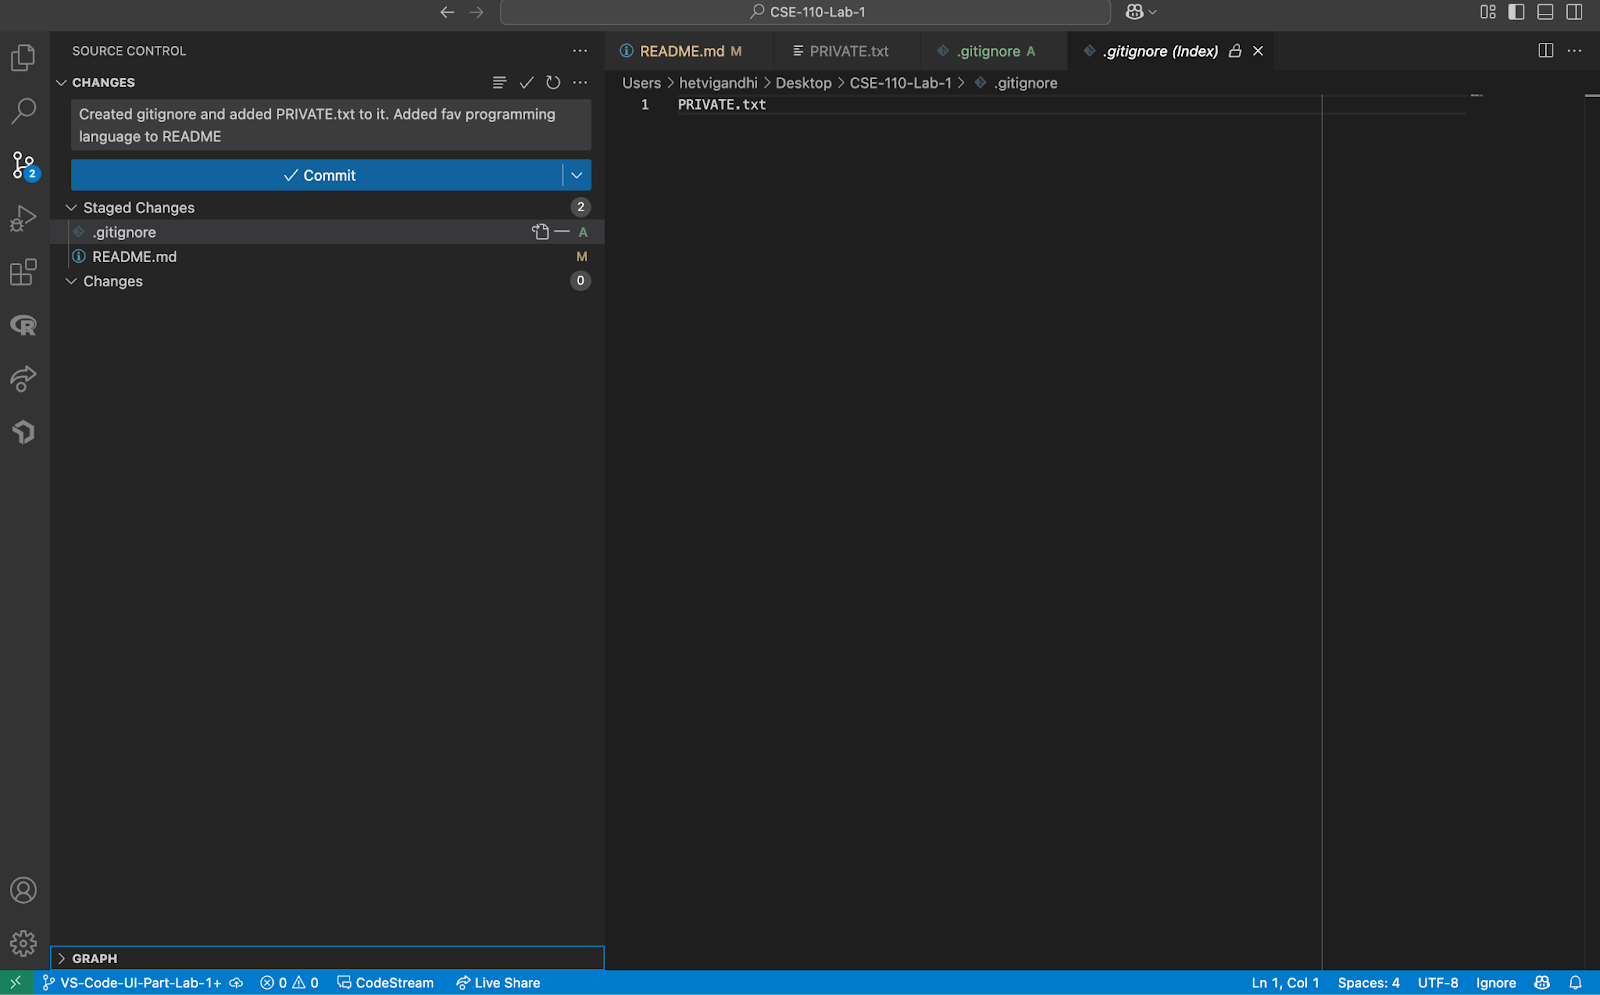 CSE-110-Lab-1
SOURCE CONTROL
CHANGES
Created gitignore and added PRIVATE.txt to it. Added fav programming
language to README
Commit
Staged Changes 2
.gitignore A
README.md M
Changes 0
GRAPH
README.md M PRIVATE.txt .gitignore A .gitignore (Index)
Users > hetvigandhi > Desktop > CSE-110-Lab-1 > .gitignore
1 PRIVATE.txt
2
VS-Code-UI-Part-Lab-1+ 0 0 CodeStream Live Share Ln 1, Col 1 Spaces: 4 UTF-8 Ignore